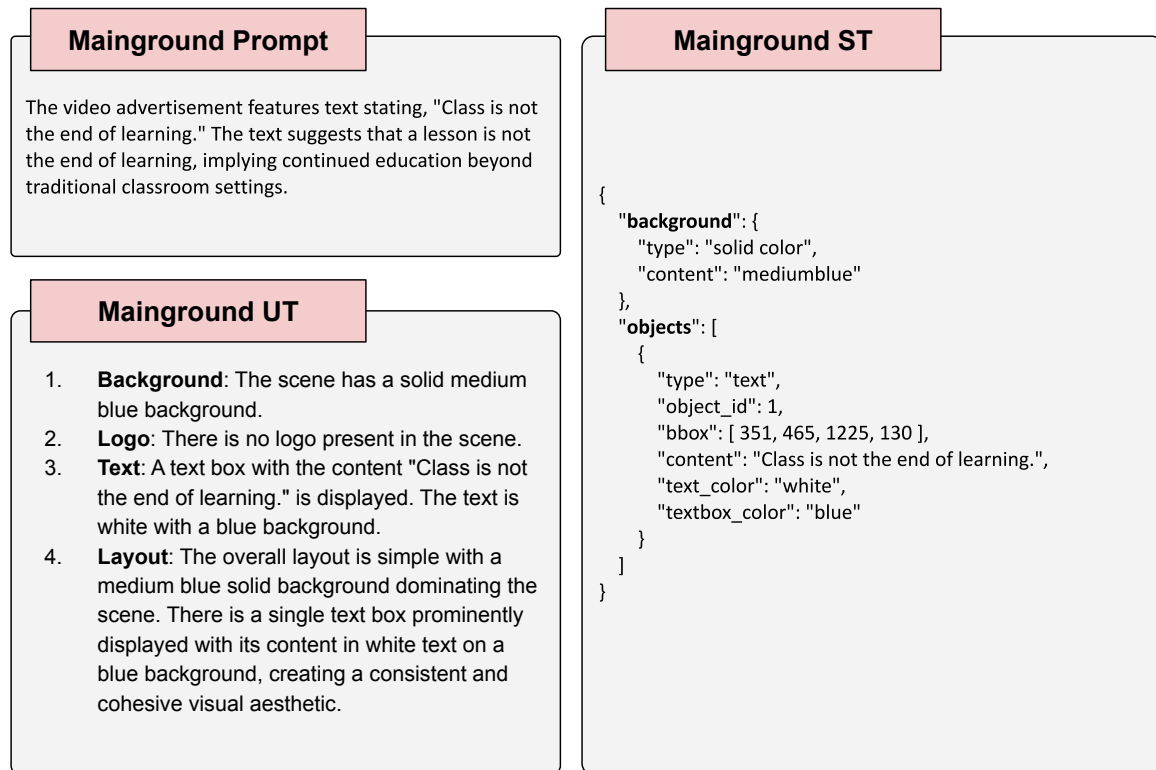 Mainground Prompt
The video advertisement features text stating, "Class is not
the end of learning." The text suggests that a lesson is not
the end of learning, implying continued education beyond
traditional classroom settings.
Mainground UT
1. Background: The scene has a solid medium
blue background.
2. Logo: There is no logo present in the scene.
3. Text: A text box with the content "Class is not
the end of learning." is displayed. The text is
white with a blue background.
4. Layout: The overall layout is simple with a
medium blue solid background dominating the
scene. There is a single text box prominently
displayed with its content in white text on a
blue background, creating a consistent and
cohesive visual aesthetic.
Mainground ST
{
"background": {
"type": "solid color",
"content": "mediumblue"
},
"objects": [
{
"type": "text",
"object_id": 1,
"bbox": [ 351, 465, 1225, 130 ],
"content": "Class is not the end of learning.",
"text_color": "white",
"textbox_color": "blue"
}
]
}